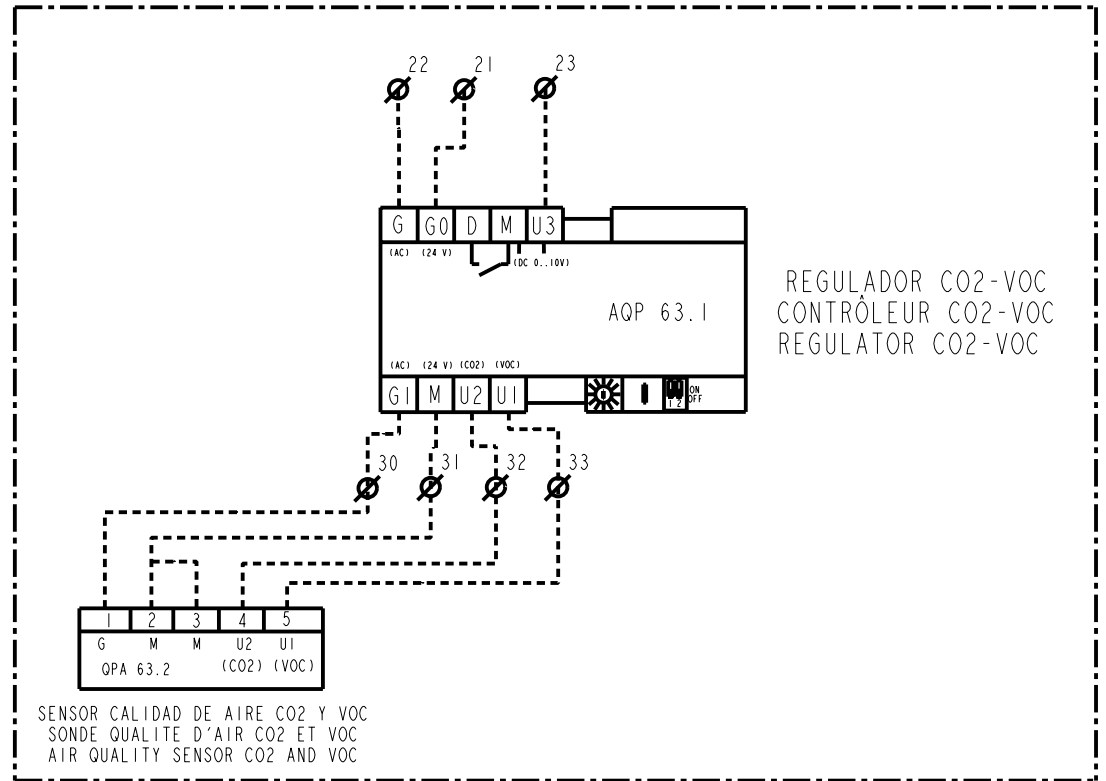 22 21 23
G G0 D M U3
(AC) (24 V) (DC 0..10V)
AQP 63.1
REGULADOR CO2-VOC
CONTRÔLEUR CO2-VOC
REGULATOR CO2-VOC
(AC) (24 V) (CO2) (VOC)
G1 M U2 U1
ON
OFF
1 2
30 31 32 33
1 2 3 4 5
G M M U2 U1
QPA 63.2 (CO2) (VOC)
SENSOR CALIDAD DE AIRE CO2 Y VOC
SONDE QUALITE D'AIR CO2 ET VOC
AIR QUALITY SENSOR CO2 AND VOC